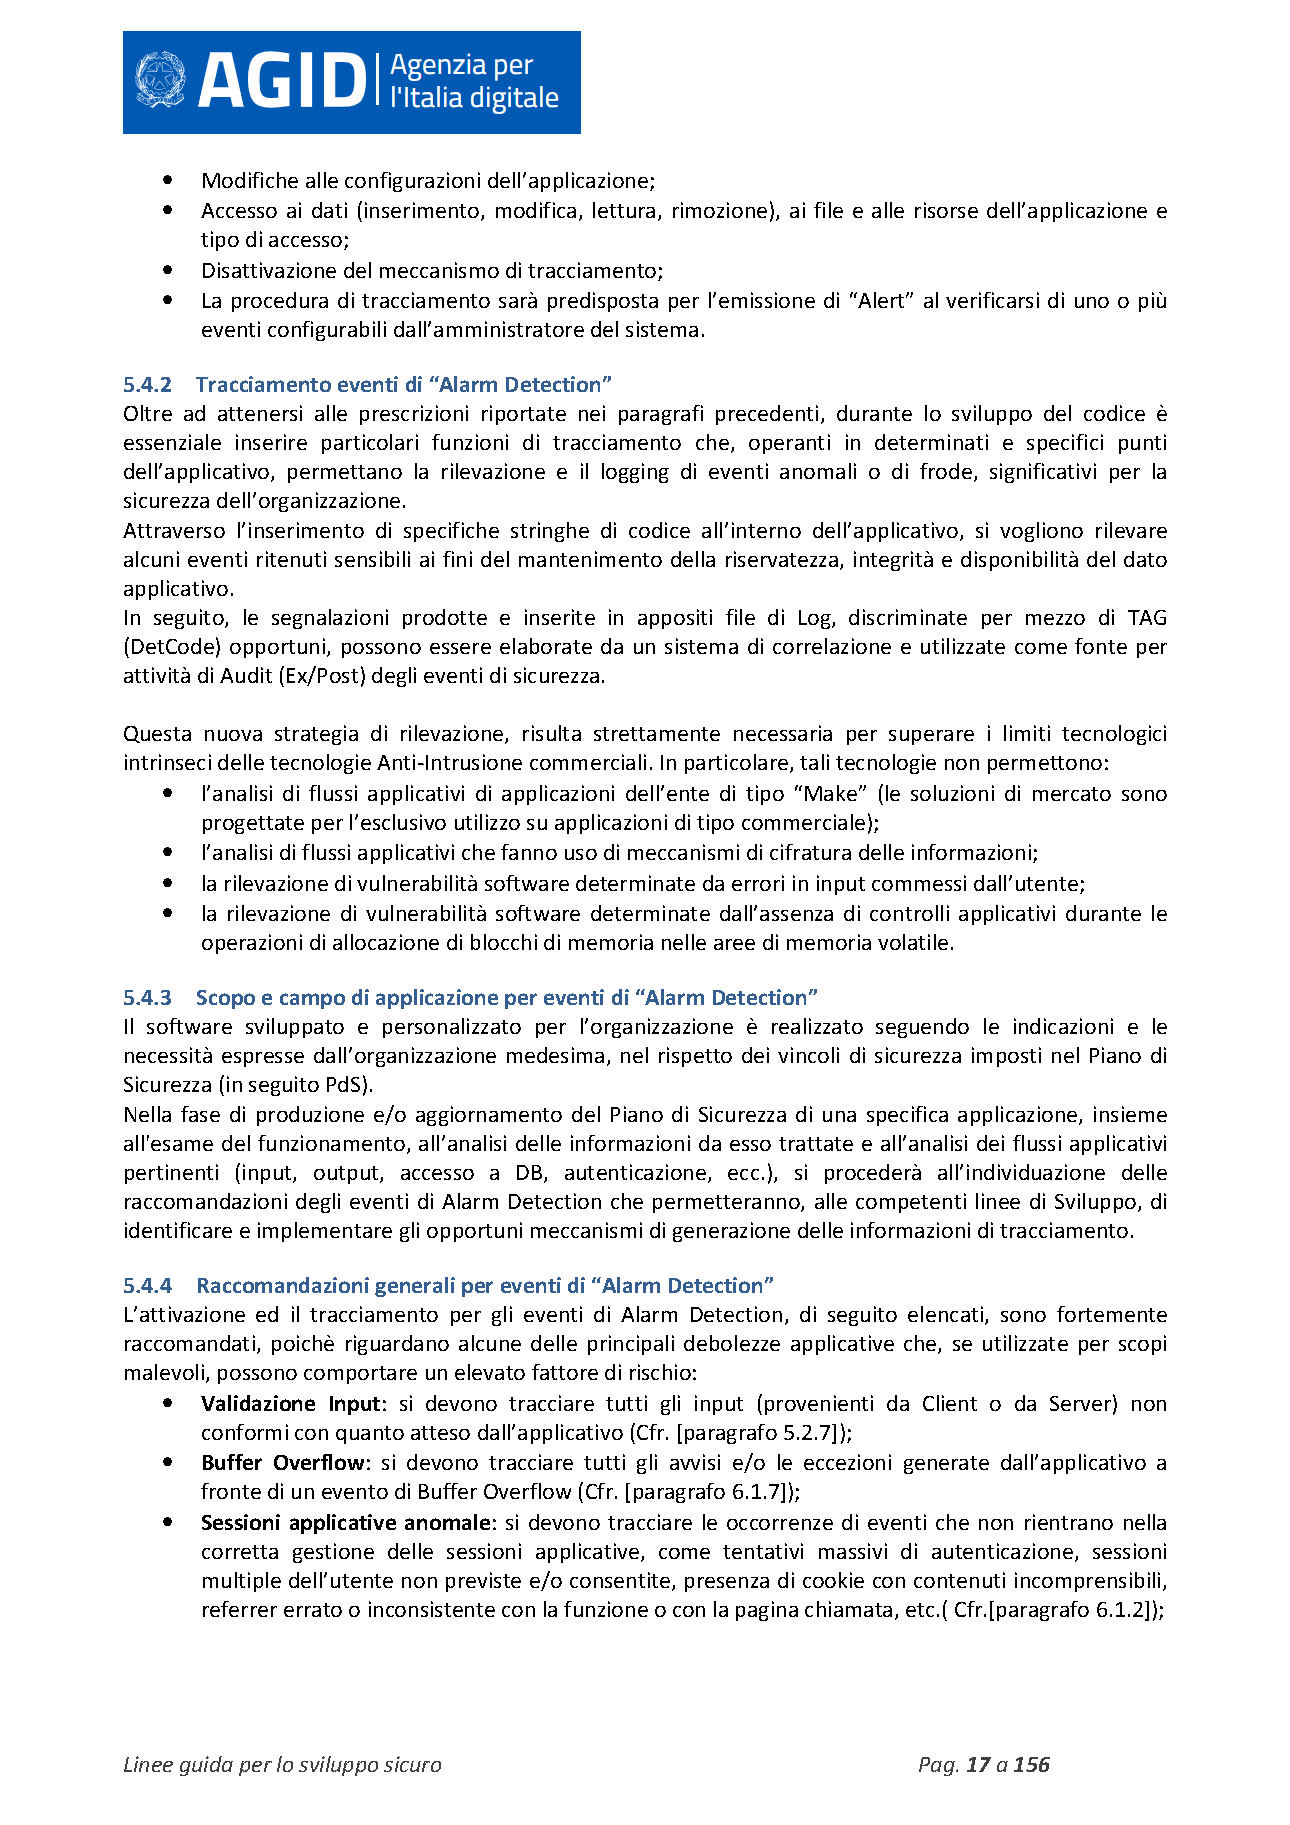 AGID
Agenzia per
l'Italia digitale
• Modifiche alle configurazioni dell’applicazione;
• Accesso ai dati (inserimento, modifica, lettura, rimozione), ai file e alle risorse dell’applicazione e
tipo di accesso;
• Disattivazione del meccanismo di tracciamento;
• La procedura di tracciamento sarà predisposta per l’emissione di “Alert” al verificarsi di uno o più
eventi configurabili dall’amministratore del sistema.
5.4.2 Tracciamento eventi di “Alarm Detection”
Oltre ad attenersi alle prescrizioni riportate nei paragrafi precedenti, durante lo sviluppo del codice è
essenziale inserire particolari funzioni di tracciamento che, operanti in determinati e specifici punti
dell’applicativo, permettano la rilevazione e il logging di eventi anomali o di frode, significativi per la
sicurezza dell’organizzazione.
Attraverso l’inserimento di specifiche stringhe di codice all’interno dell’applicativo, si vogliono rilevare
alcuni eventi ritenuti sensibili ai fini del mantenimento della riservatezza, integrità e disponibilità del dato
applicativo.
In seguito, le segnalazioni prodotte e inserite in appositi file di Log, discriminate per mezzo di TAG
(DetCode) opportuni, possono essere elaborate da un sistema di correlazione e utilizzate come fonte per
attività di Audit (Ex/Post) degli eventi di sicurezza.
Questa nuova strategia di rilevazione, risulta strettamente necessaria per superare i limiti tecnologici
intrinseci delle tecnologie Anti-Intrusione commerciali. In particolare, tali tecnologie non permettono:
• l’analisi di flussi applicativi di applicazioni dell’ente di tipo “Make” (le soluzioni di mercato sono
progettate per l’esclusivo utilizzo su applicazioni di tipo commerciale);
• l’analisi di flussi applicativi che fanno uso di meccanismi di cifratura delle informazioni;
• la rilevazione di vulnerabilità software determinate da errori in input commessi dall’utente;
• la rilevazione di vulnerabilità software determinate dall’assenza di controlli applicativi durante le
operazioni di allocazione di blocchi di memoria nelle aree di memoria volatile.
5.4.3 Scopo e campo di applicazione per eventi di “Alarm Detection”
Il software sviluppato e personalizzato per l’organizzazione è realizzato seguendo le indicazioni e le
necessità espresse dall’organizzazione medesima, nel rispetto dei vincoli di sicurezza imposti nel Piano di
Sicurezza (in seguito PdS).
Nella fase di produzione e/o aggiornamento del Piano di Sicurezza di una specifica applicazione, insieme
all'esame del funzionamento, all’analisi delle informazioni da esso trattate e all’analisi dei flussi applicativi
pertinenti (input, output, accesso a DB, autenticazione, ecc.), si procederà all’individuazione delle
raccomandazioni degli eventi di Alarm Detection che permetteranno, alle competenti linee di Sviluppo, di
identificare e implementare gli opportuni meccanismi di generazione delle informazioni di tracciamento.
5.4.4 Raccomandazioni generali per eventi di “Alarm Detection”
L’attivazione ed il tracciamento per gli eventi di Alarm Detection, di seguito elencati, sono fortemente
raccomandati, poichè riguardano alcune delle principali debolezze applicative che, se utilizzate per scopi
malevoli, possono comportare un elevato fattore di rischio:
• Validazione Input: si devono tracciare tutti gli input (provenienti da Client o da Server) non
conformi con quanto atteso dall’applicativo (Cfr. [paragrafo 5.2.7]);
• Buffer Overflow: si devono tracciare tutti gli avvisi e/o le eccezioni generate dall’applicativo a
fronte di un evento di Buffer Overflow (Cfr. [paragrafo 6.1.7]);
• Sessioni applicative anomale: si devono tracciare le occorrenze di eventi che non rientrano nella
corretta gestione delle sessioni applicative, come tentativi massivi di autenticazione, sessioni
multiple dell’utente non previste e/o consentite, presenza di cookie con contenuti incomprensibili,
referrer errato o inconsistente con la funzione o con la pagina chiamata, etc.( Cfr.[paragrafo 6.1.2]);
Linee guida per lo sviluppo sicuro Pag. 17 a 156